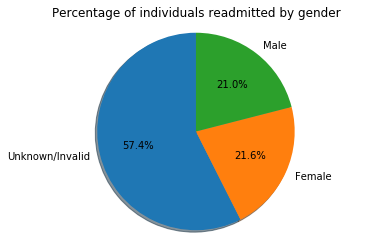 Percentage of individuals readmitted by gender
Male
21.0%
57.4%
Unknown/Invalid
21.6%
Female